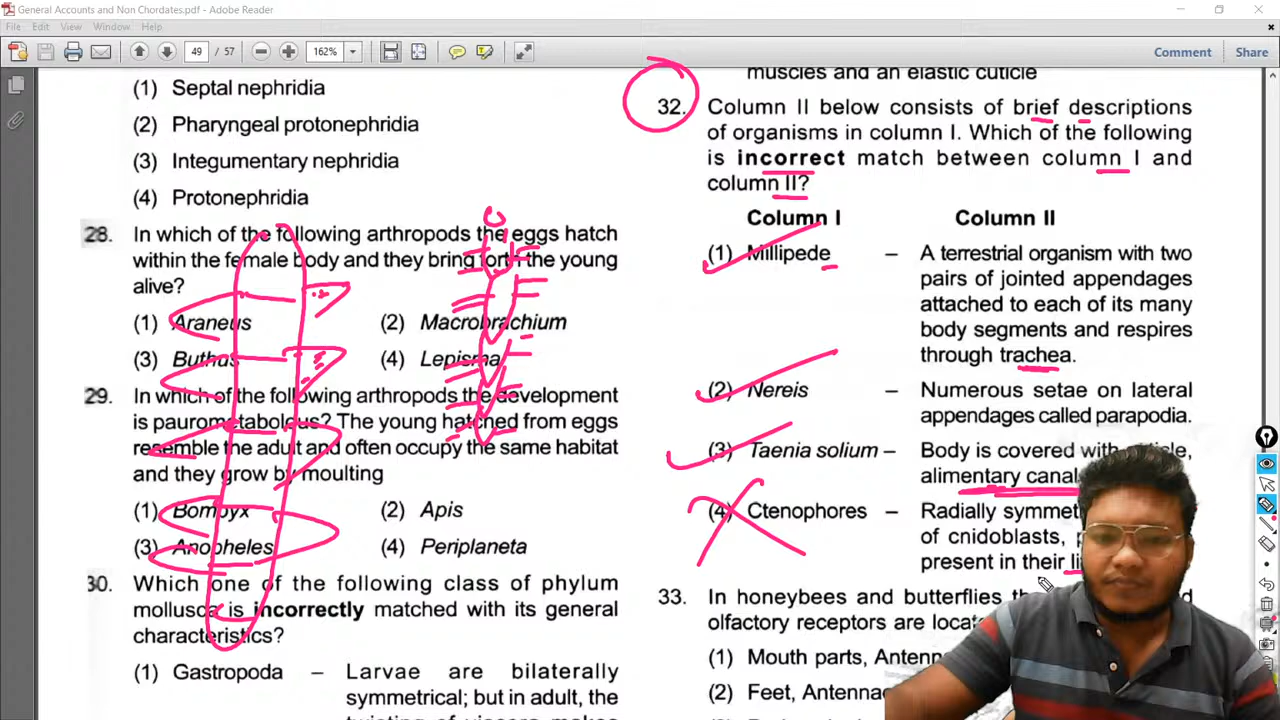 General Accounts and Non Chordates.pdf - Adobe Reader
File Edit View Window Help
49 / 57 162% Comment Share
(1) Septal nephridia
(2) Pharyngeal protonephridia
(3) Integumentary nephridia
(4) Protonephridia
28. In which of the following arthropods the eggs hatch
within the female body and they bring forth the young
alive?
(1) Araneus (2) Macrobrachium
(3) Buthus (4) Lepisma
29. In which of the following arthropods the development
is paurometabolous? The young hatched from eggs
resemble the adult and often occupy the same habitat
and they grow by moulting
(1) Bombyx (2) Apis
(3) Anopheles (4) Periplaneta
30. Which one of the following class of phylum
mollusca is incorrectly matched with its general
characteristics?
(1) Gastropoda – Larvae are bilaterally
symmetrical; but in adult, the
muscles and an elastic cuticle
32. Column II below consists of brief descriptions
of organisms in column I. Which of the following
is incorrect match between column I and
column II?
Column I Column II
(1) Millipede – A terrestrial organism with two
pairs of jointed appendages
attached to each of its many
body segments and respires
through trachea.
(2) Nereis – Numerous setae on lateral
appendages called parapodia.
(3) Taenia solium – Body is covered with
alimentary canal
(4) Ctenophores – Radially
of cnidoblasts,
present in their
33. In honeybees and butterflies
olfactory receptors are
(1) Mouth parts,
(2) Feet,